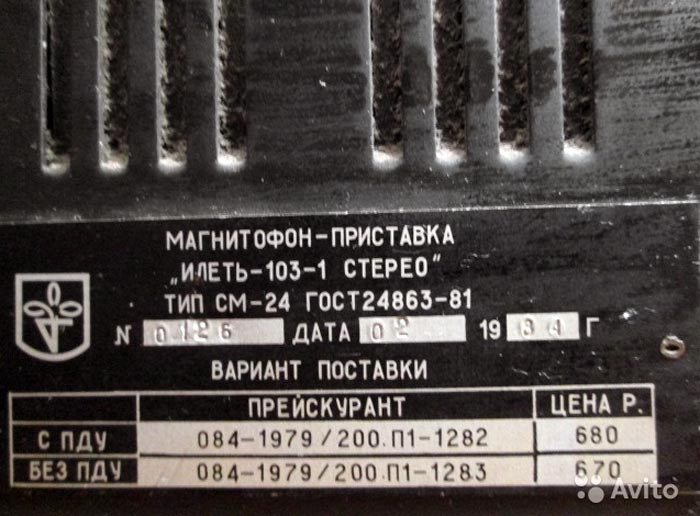 МАГНИТОФОН-ПРИСТАВКА
„ИЛЕТЬ-103-1 СТЕРЕО"
ТИП СМ-24 ГОСТ24863-81
N 0126 ДАТА 02 1984 Г
ВАРИАНТ ПОСТАВКИ
ПРЕЙСКУРАНТ ЦЕНА Р.
С ПДУ 084-1979/200.П1-1282 680
БЕЗ ПДУ 084-1979/200.П1-1283 670
Avito